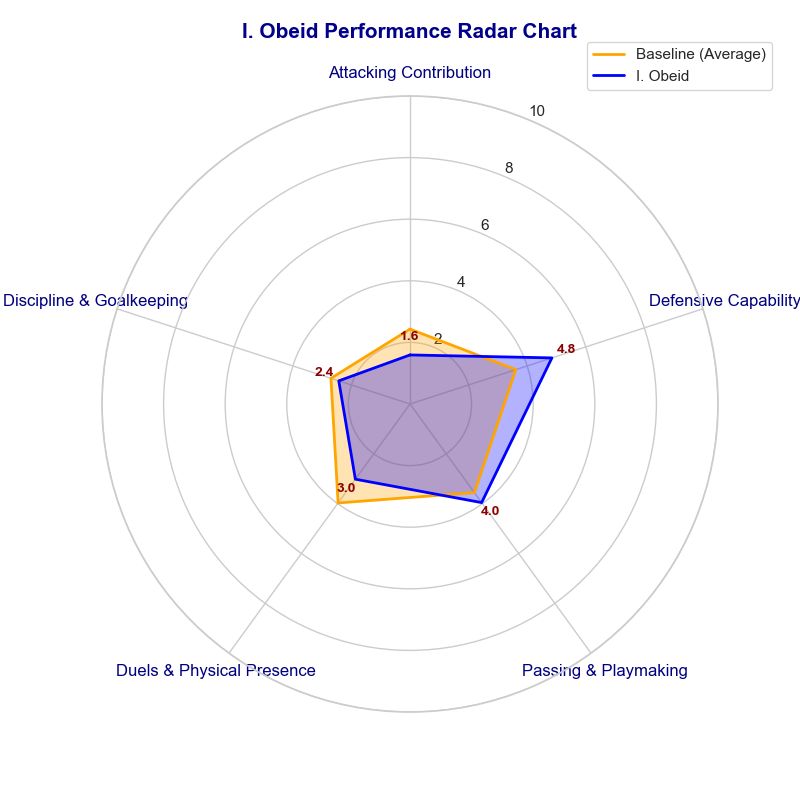 I. Obeid Performance Radar Chart
Baseline (Average)
I. Obeid
Attacking Contribution
10
8
6
4
2
1.6
Discipline & Goalkeeping
Defensive Capability
4.8
2.4
3.0
4.0
Duels & Physical Presence
Passing & Playmaking